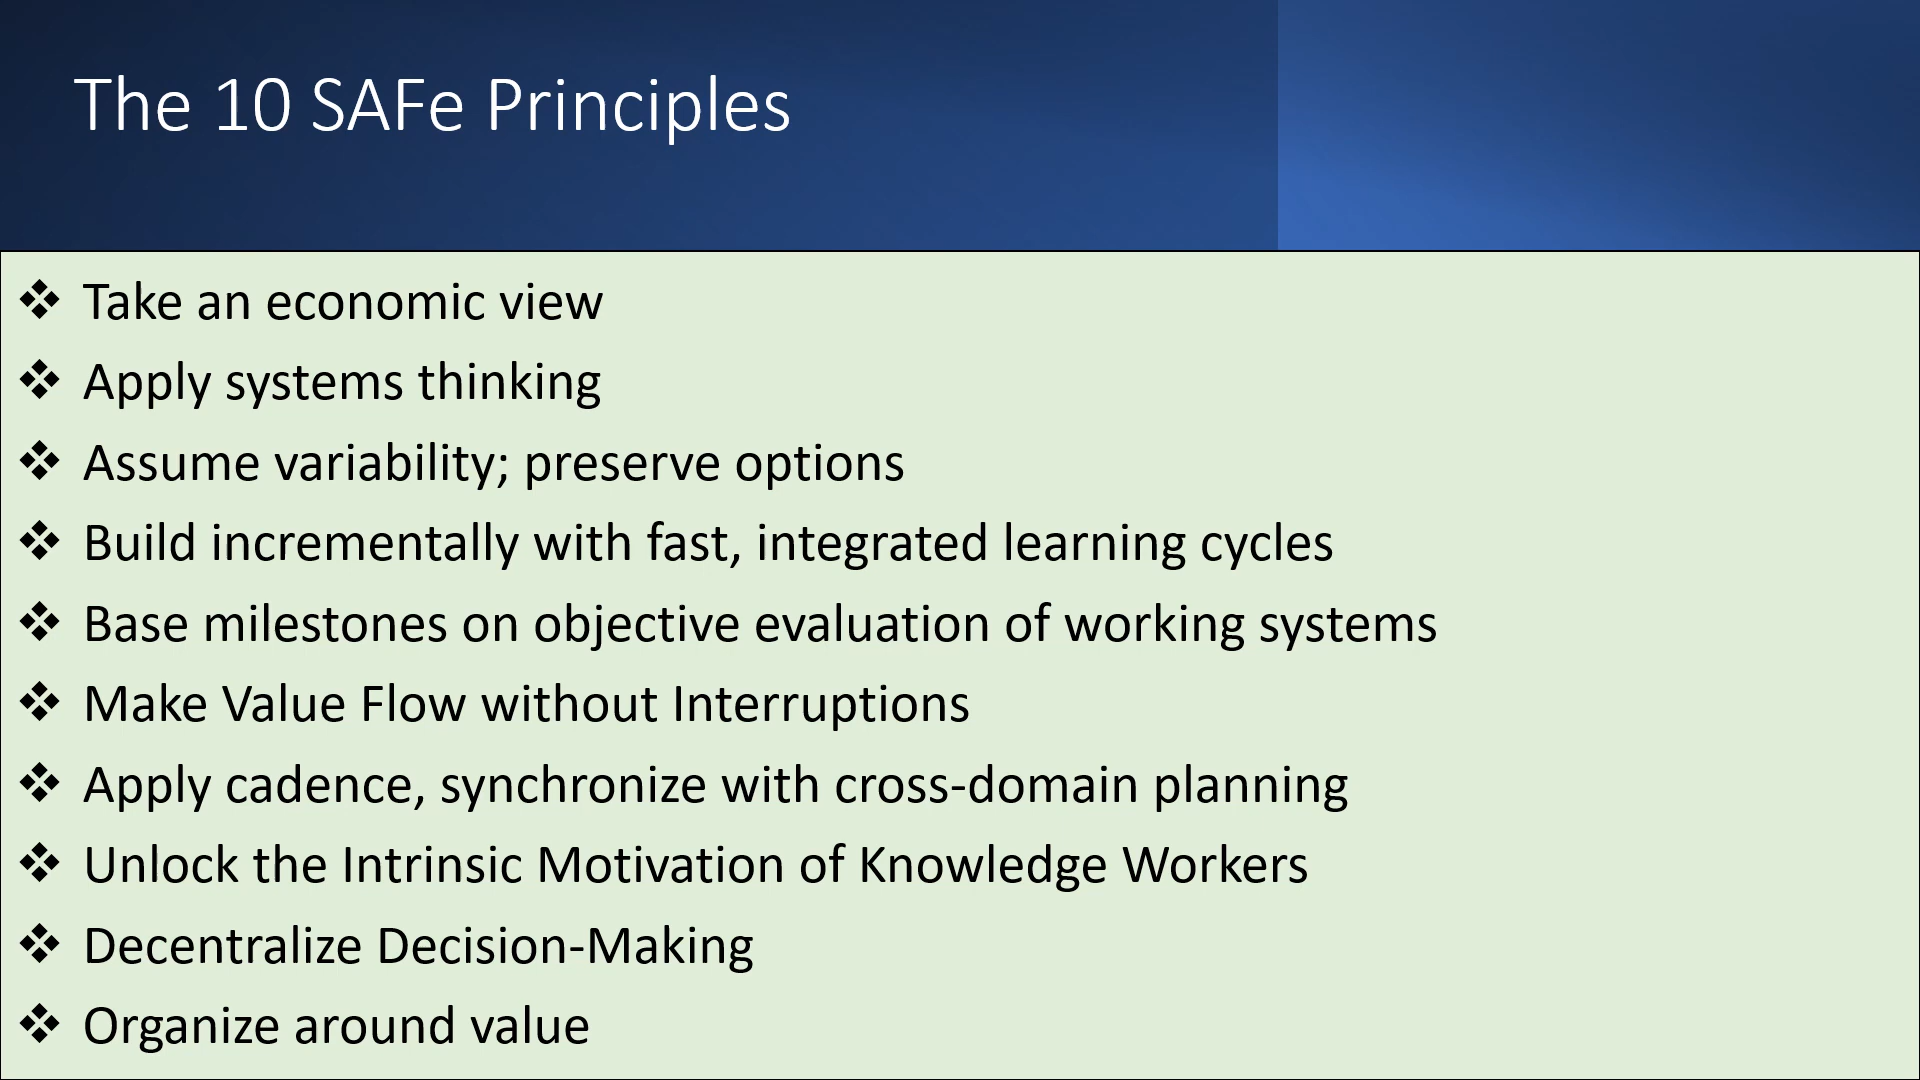 The 10 SAFe Principles
❖ Take an economic view
❖ Apply systems thinking
❖ Assume variability; preserve options
❖ Build incrementally with fast, integrated learning cycles
❖ Base milestones on objective evaluation of working systems
❖ Make Value Flow without Interruptions
❖ Apply cadence, synchronize with cross-domain planning
❖ Unlock the Intrinsic Motivation of Knowledge Workers
❖ Decentralize Decision-Making
❖ Organize around value